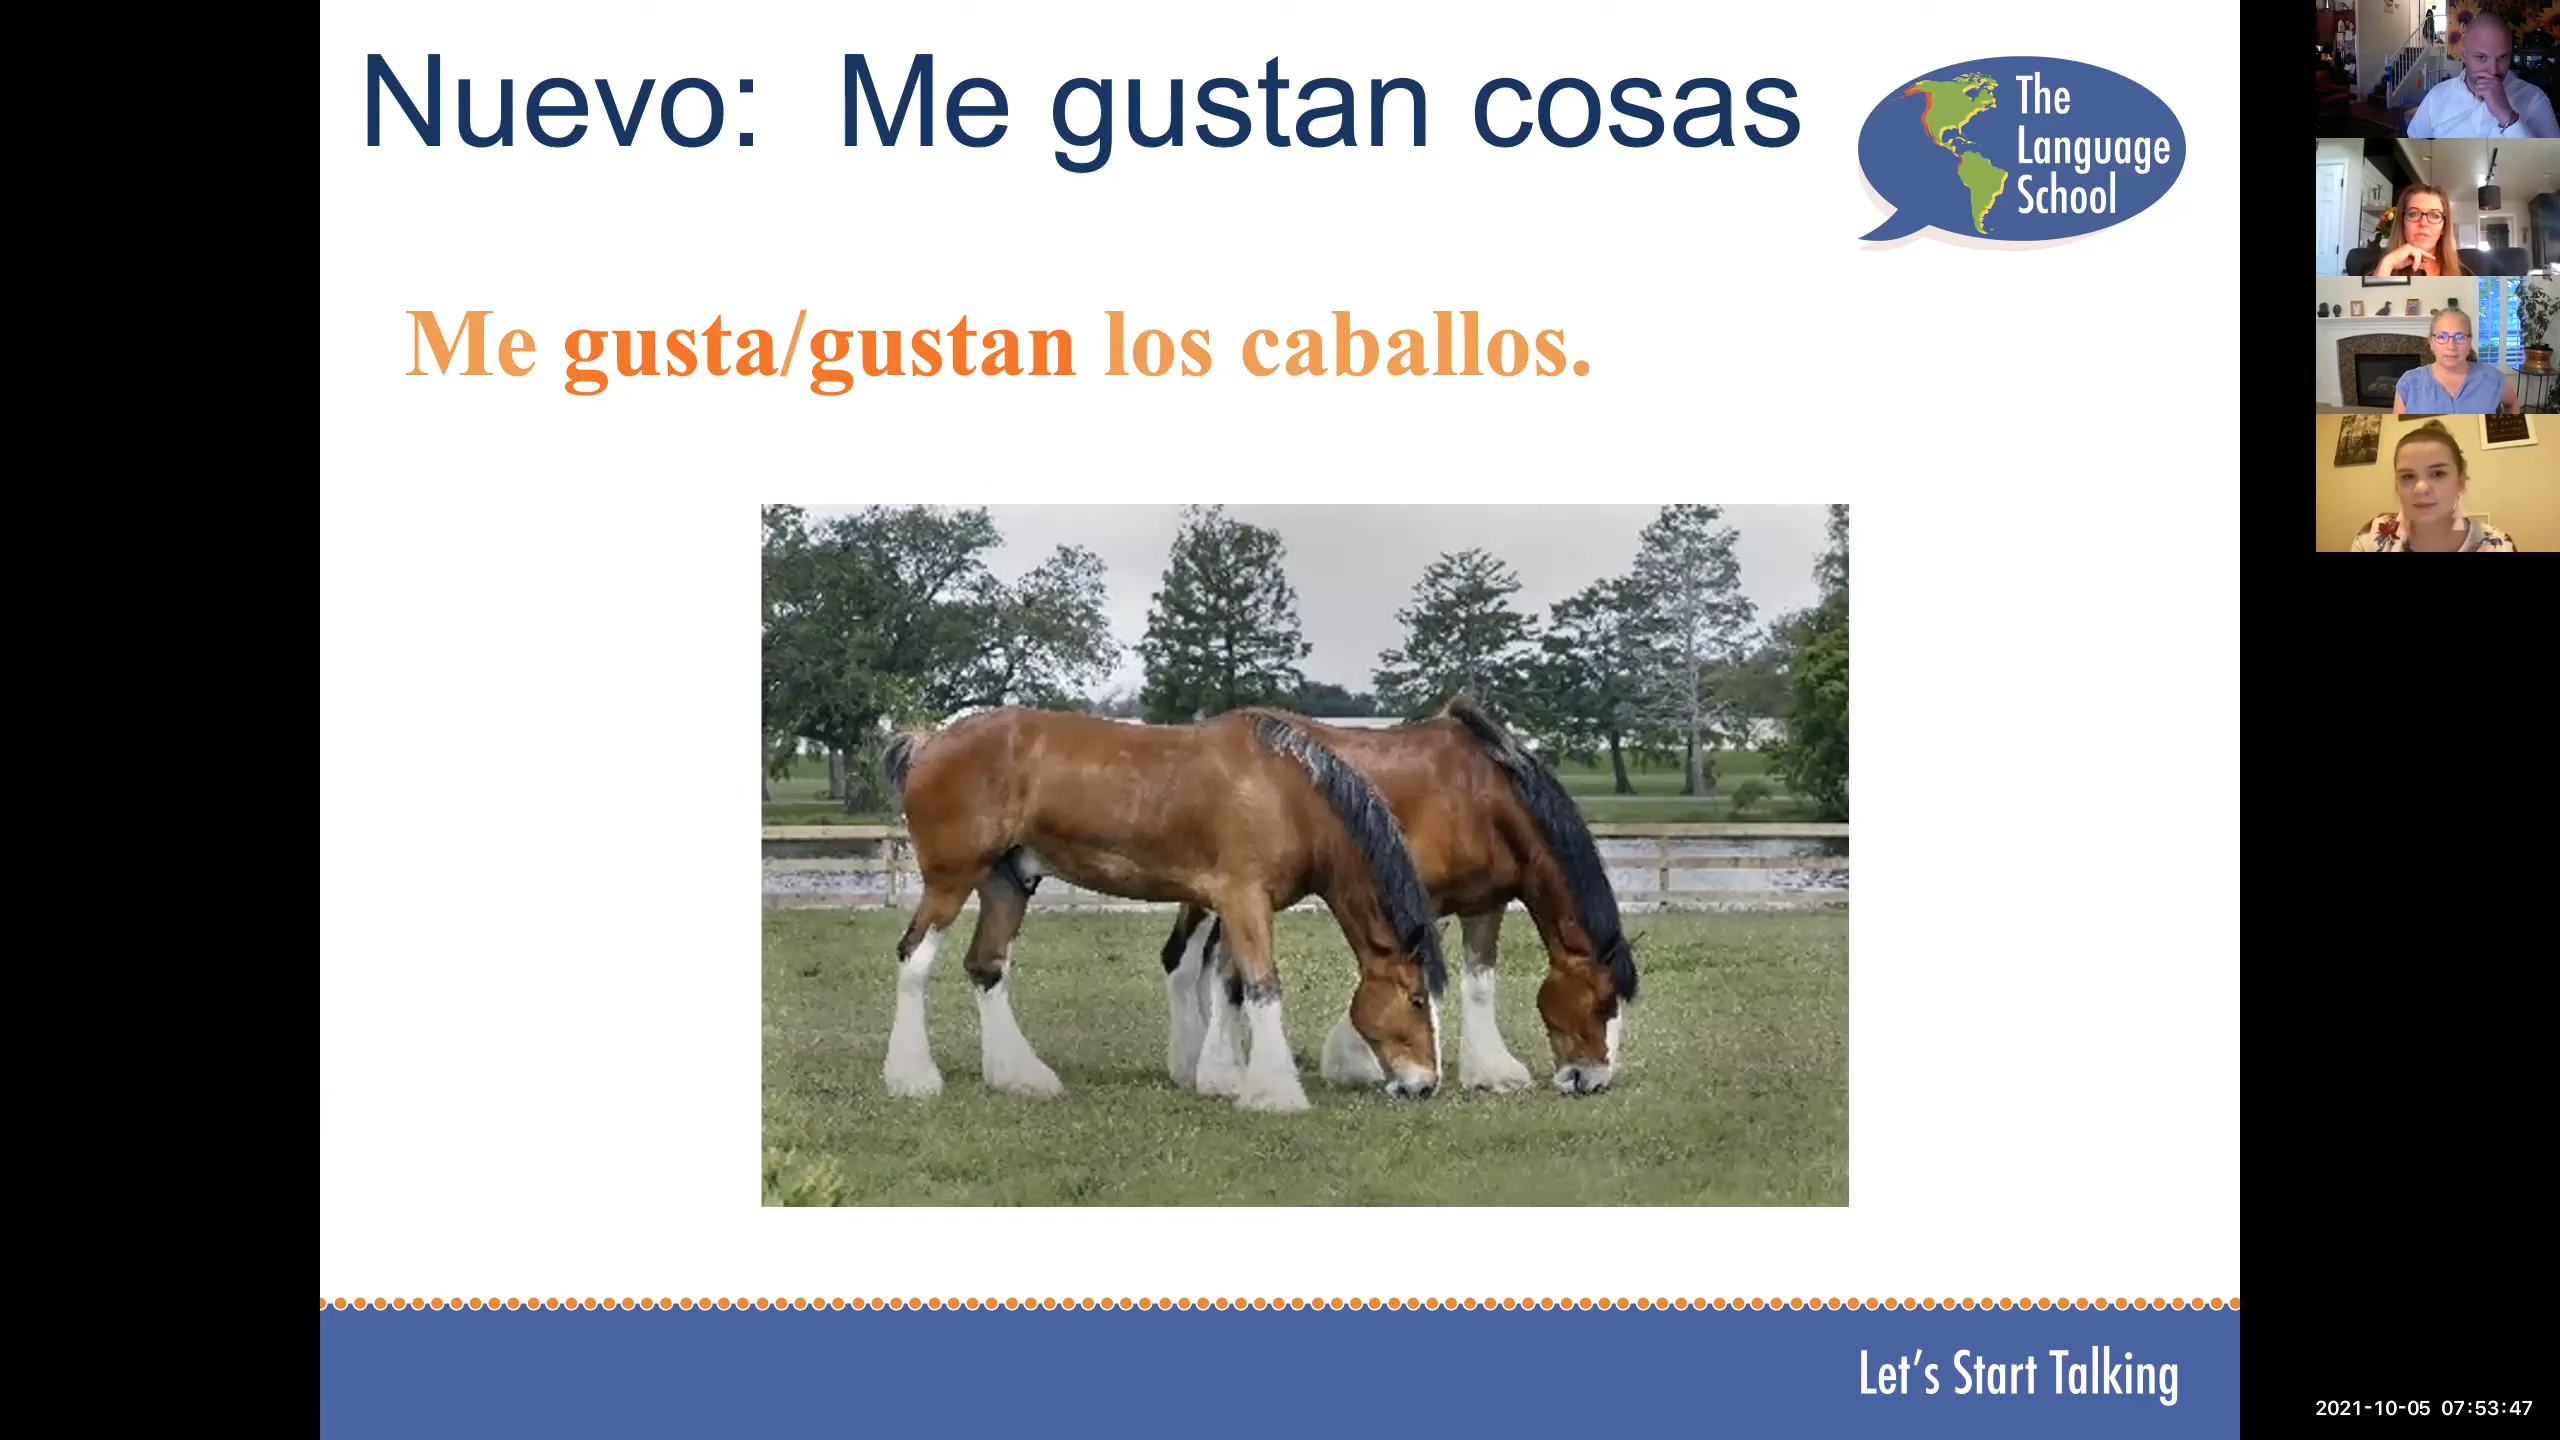 Nuevo: Me gustan cosas
The
Language
School
Me gusta/gustan los caballos.
Let's Start Talking
2021-10-05 07:53:47